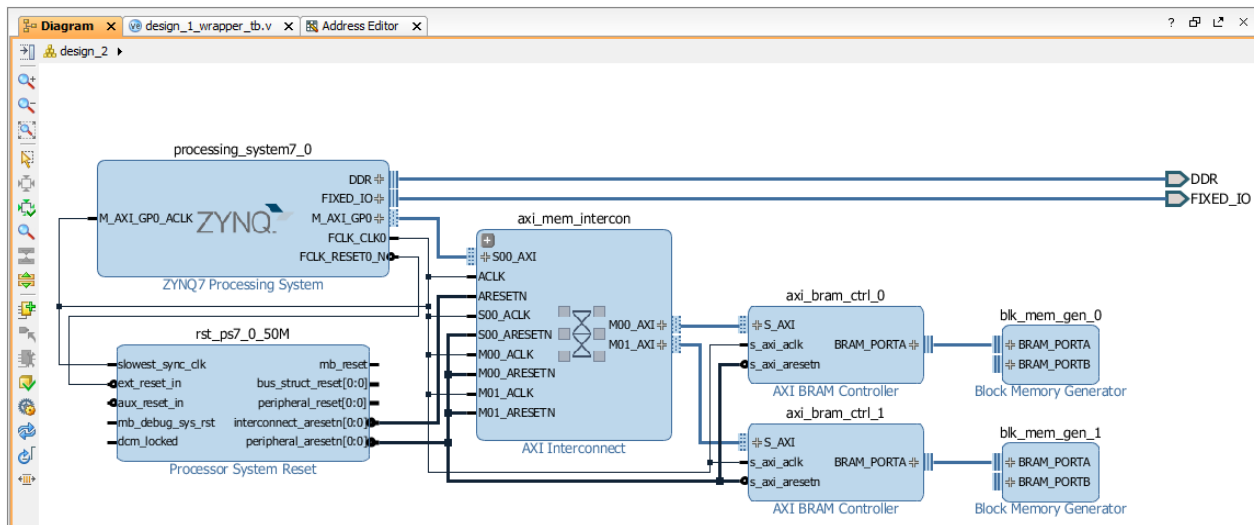 Diagram
design_1_wrapper_tb.v
Address Editor
design_2
processing_system7_0
M_AXI_GP0_ACLK
ZYNQ
DDR
FIXED_IO
M_AXI_GP0
FCLK_CLK0
FCLK_RESET0_N
ZYNQ7 Processing System
DDR
FIXED_IO
rst_ps7_0_50M
slowest_sync_clk
ext_reset_in
aux_reset_in
mb_debug_sys_rst
dcm_locked
mb_reset
bus_struct_reset[0:0]
peripheral_reset[0:0]
interconnect_aresetn[0:0]
peripheral_aresetn[0:0]
Processor System Reset
axi_mem_intercon
S00_AXI
ACLK
ARESETN
S00_ACLK
S00_ARESETN
M00_ACLK
M00_ARESETN
M01_ACLK
M01_ARESETN
M00_AXI
M01_AXI
AXI Interconnect
axi_bram_ctrl_0
S_AXI
s_axi_aclk
s_axi_aresetn
BRAM_PORTA
AXI BRAM Controller
blk_mem_gen_0
BRAM_PORTA
BRAM_PORTB
Block Memory Generator
axi_bram_ctrl_1
S_AXI
s_axi_aclk
s_axi_aresetn
BRAM_PORTA
AXI BRAM Controller
blk_mem_gen_1
BRAM_PORTA
BRAM_PORTB
Block Memory Generator